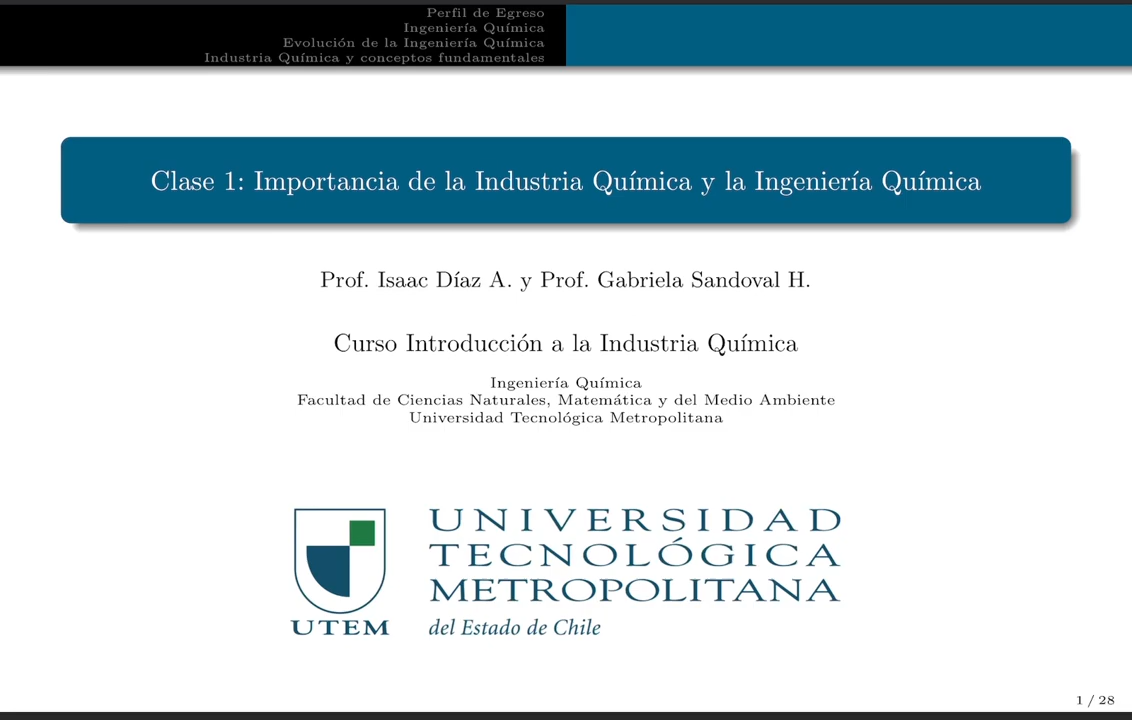 Perfil de Egreso
Ingeniería Química
Evolución de la Ingeniería Química
Industria Química y conceptos fundamentales
Clase 1: Importancia de la Industria Química y la Ingeniería Química
Prof. Isaac Díaz A. y Prof. Gabriela Sandoval H.
Curso Introducción a la Industria Química
Ingeniería Química
Facultad de Ciencias Naturales, Matemática y del Medio Ambiente
Universidad Tecnológica Metropolitana
UNIVERSIDAD
TECNOLÓGICA
METROPOLITANA
UTEM
del Estado de Chile
1 / 28